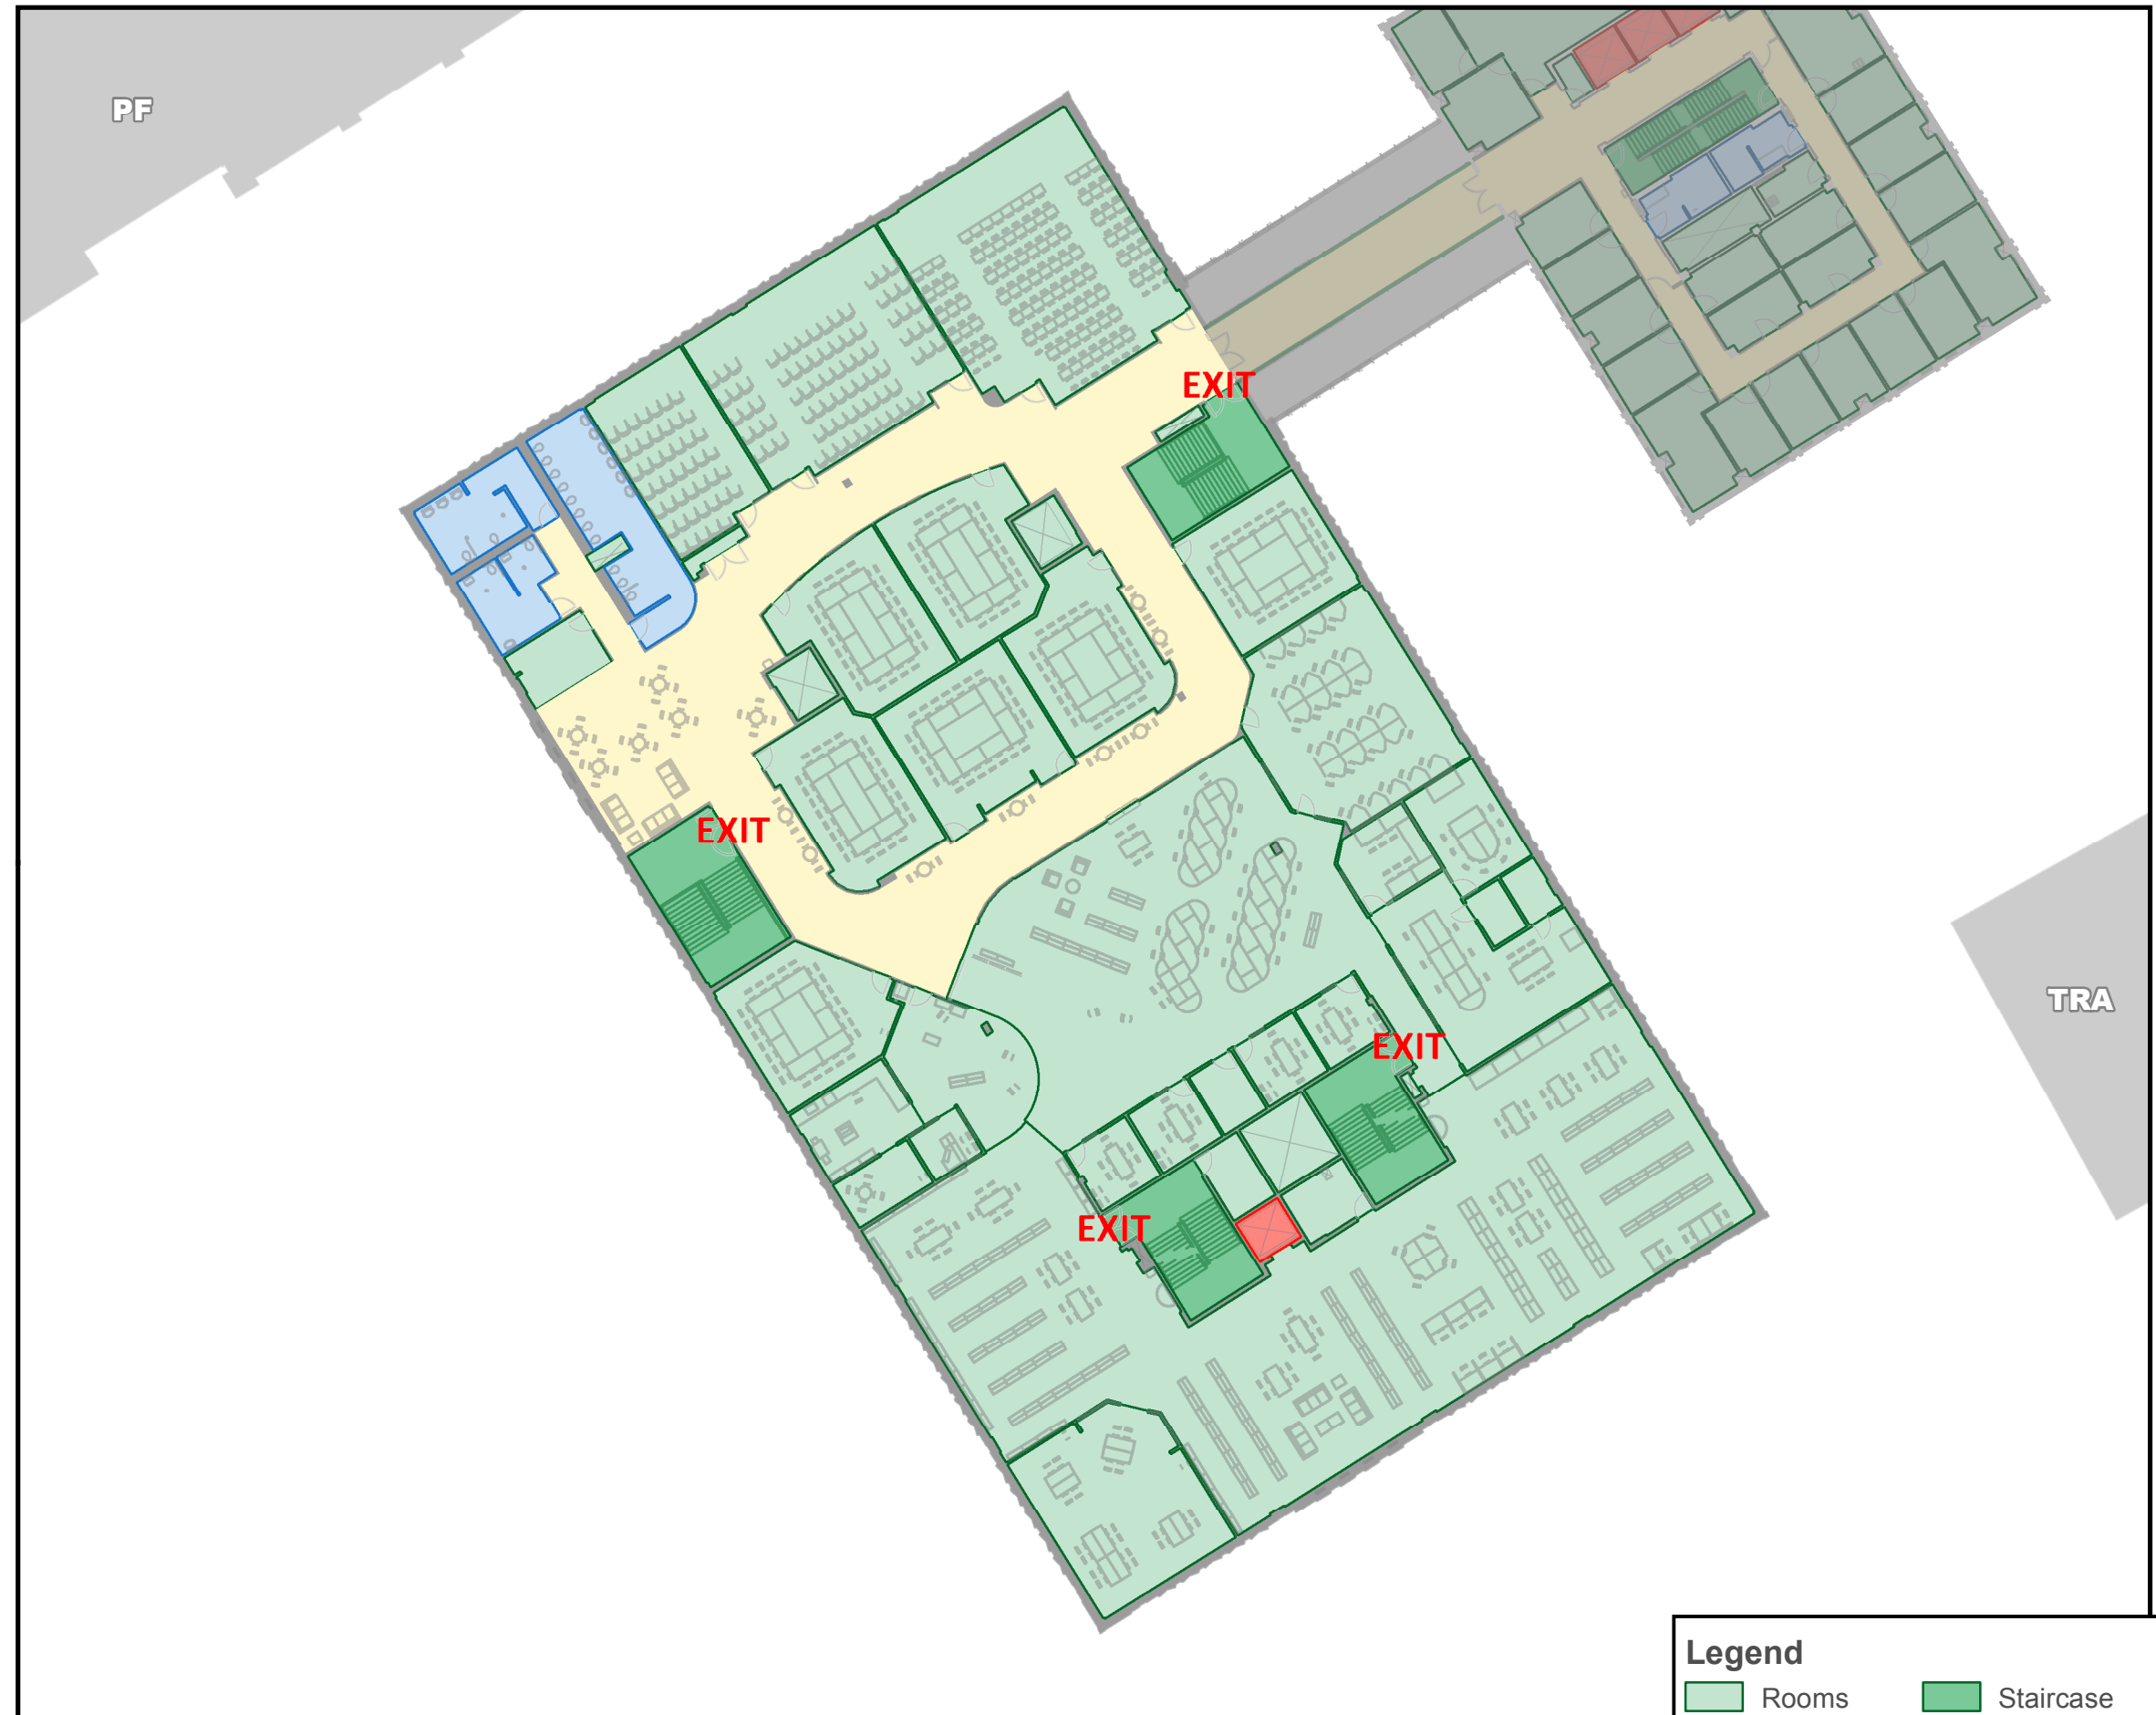 PF
EXIT
EXIT
TRA
EXIT
EXIT
Legend
Rooms Staircase